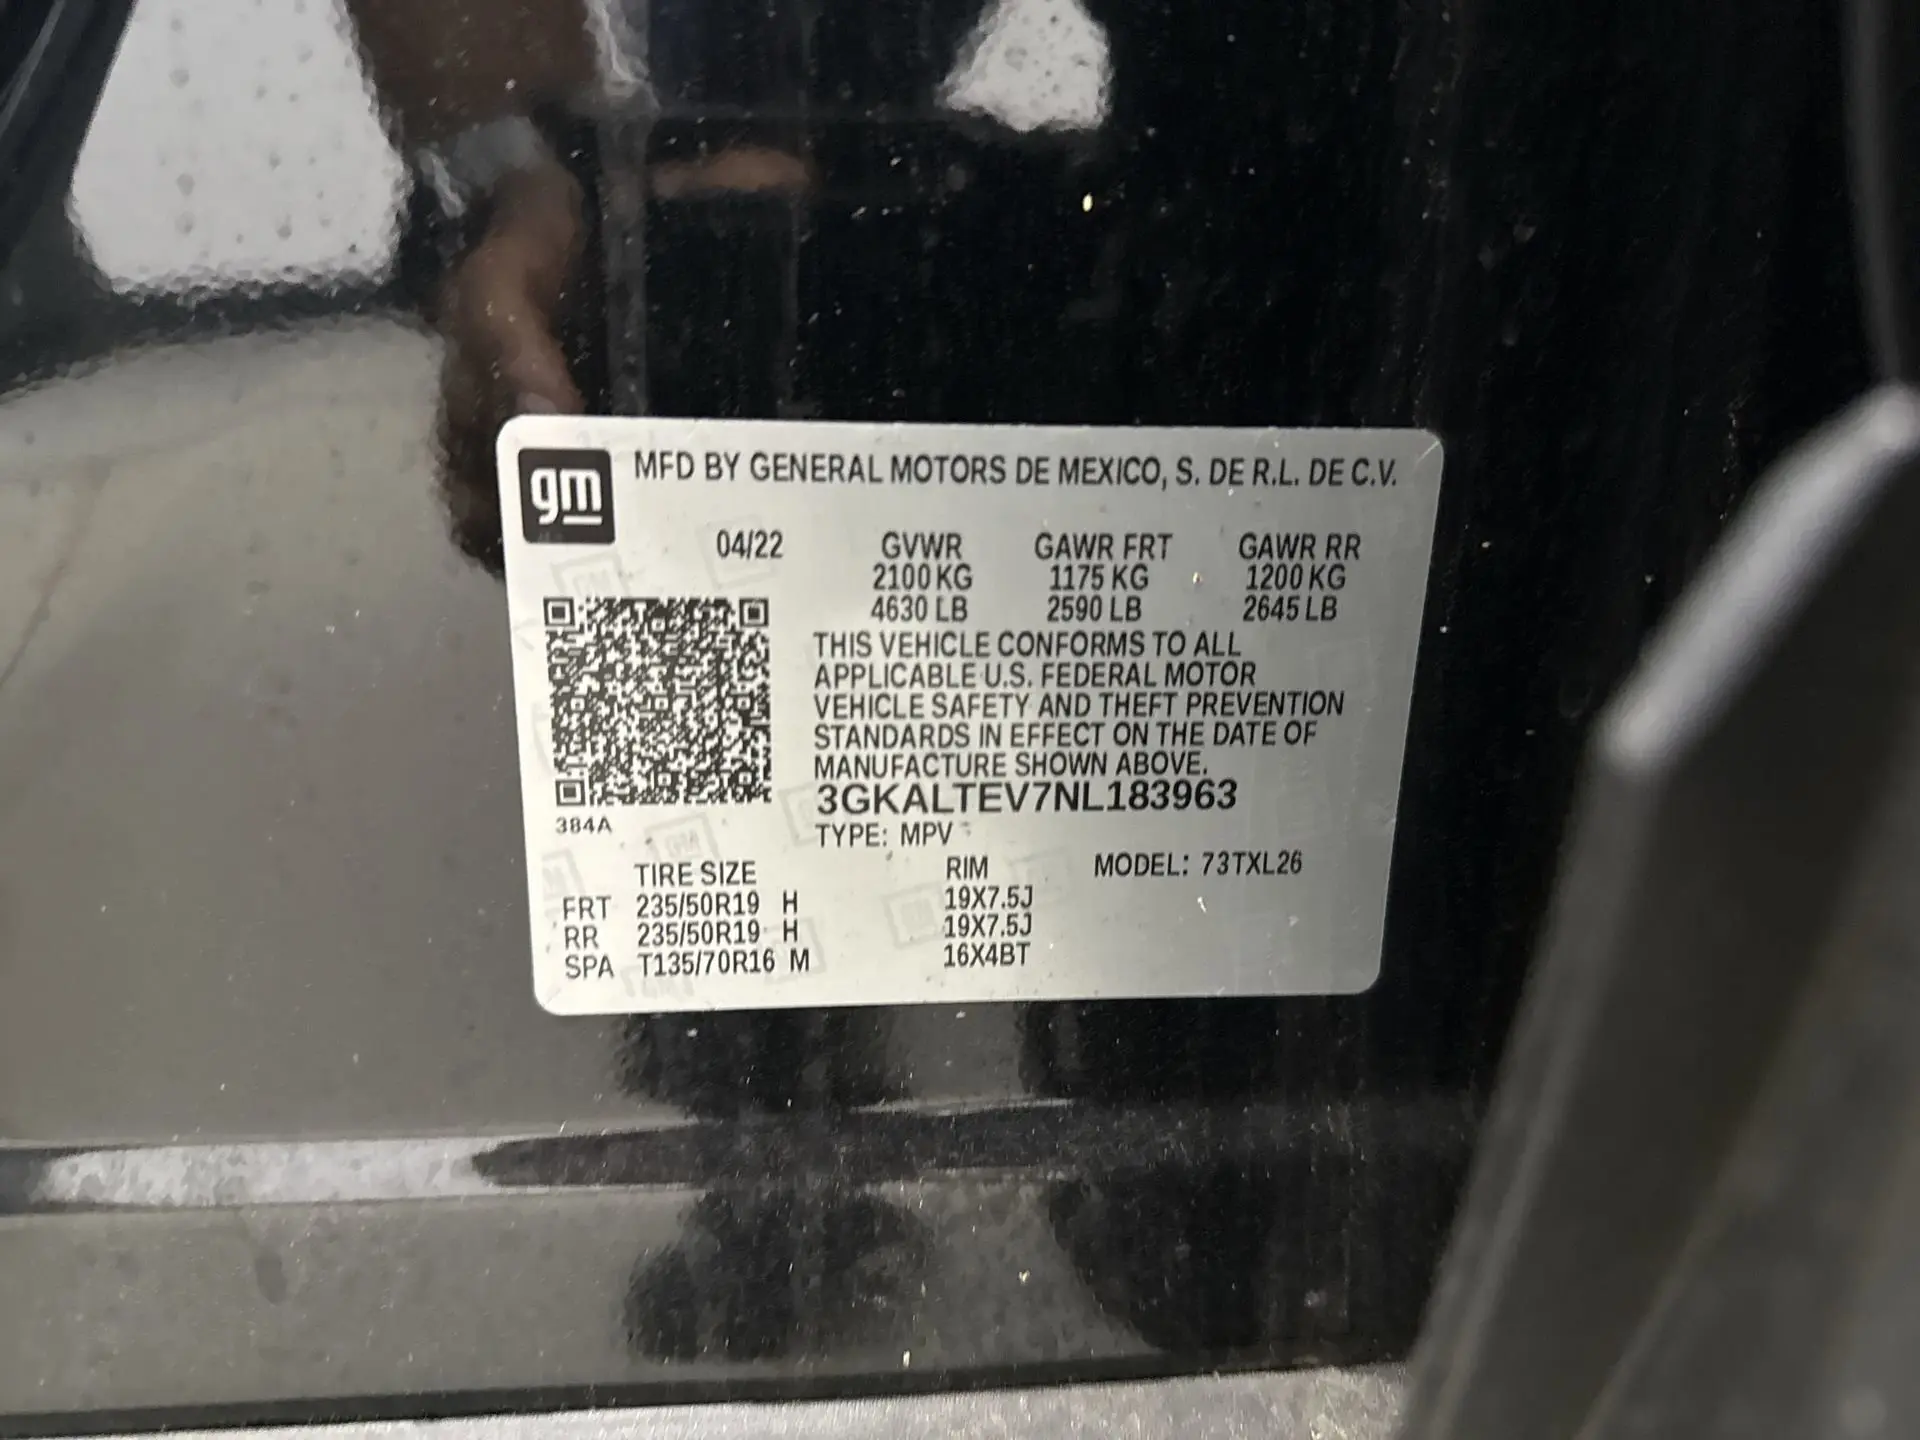 gm
MFD BY GENERAL MOTORS DE MEXICO, S. DE R.L. DE C.V.
04/22 GVWR GAWR FRT GAWR RR
2100 KG 1175 KG 1200 KG
4630 LB 2590 LB 2645 LB
THIS VEHICLE CONFORMS TO ALL
APPLICABLE U.S. FEDERAL MOTOR
VEHICLE SAFETY AND THEFT PREVENTION
STANDARDS IN EFFECT ON THE DATE OF
MANUFACTURE SHOWN ABOVE.
3GKALTEV7NL183963
384A
TYPE: MPV
TIRE SIZE RIM MODEL: 73TXL26
FRT 235/50R19 H 19X7.5J
RR 235/50R19 H 19X7.5J
SPA T135/70R16 M 16X4BT